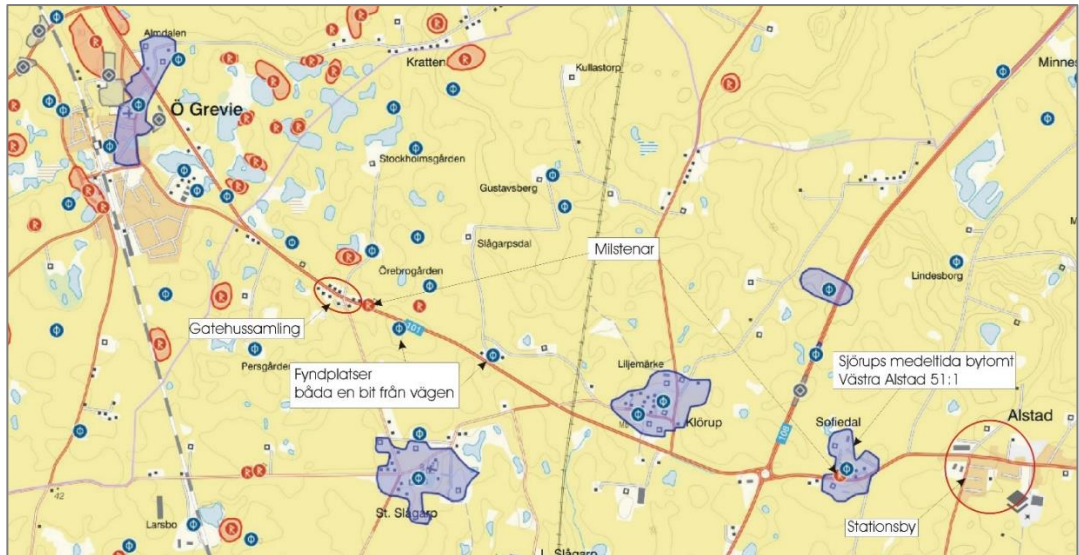 Almdalen
Ö Grevie
Kratten
Kullastorp
Minnes
Stockholmsgården
Gustavsberg
Slågarpsdal
Milstenar
Lindesborg
Örebrogården
Gatehussamling
101
Persgården
Fyndplatser
båda en bit från vägen
Liljemärke
Klörup
Sjörups medeltida bytomt
Västra Alstad 51:1
Sofiedal
Alstad
108
42
Larsbo
St. Slågarp
Stationsby
L. Slågarp